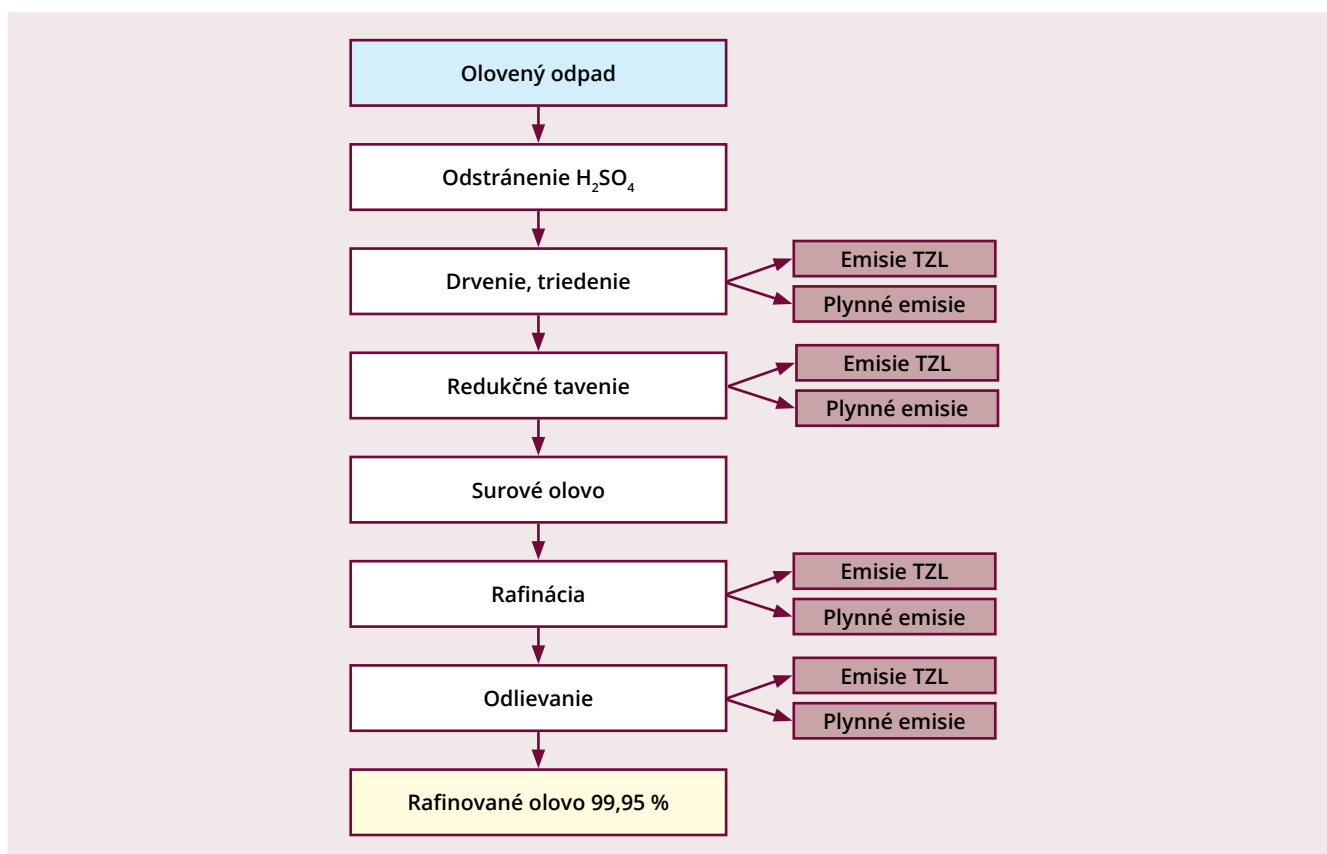 Olovený odpad
Odstránenie H₂SO₄
Drvenie, triedenie
Emisie TZL
Plynné emisie
Redukčné tavenie
Emisie TZL
Plynné emisie
Surové olovo
Rafinácia
Emisie TZL
Plynné emisie
Odlievanie
Emisie TZL
Plynné emisie
Rafinované olovo 99,95 %